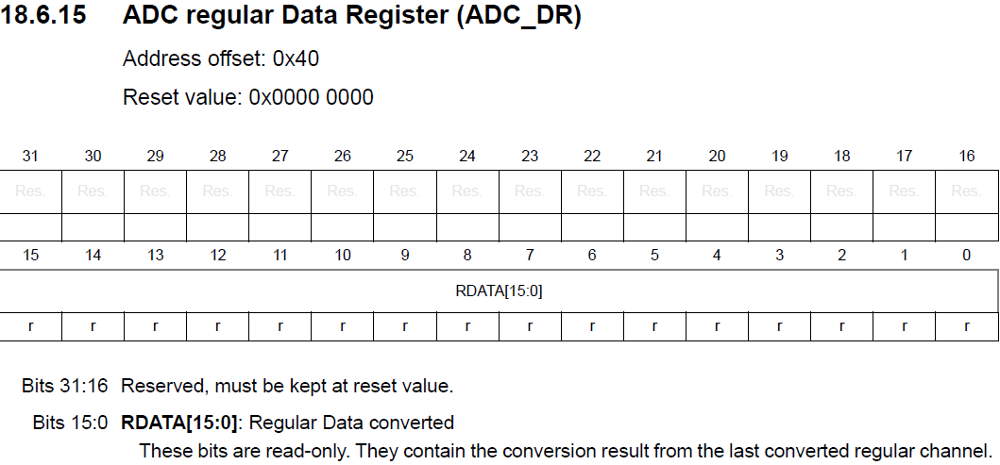 18.6.15 ADC regular Data Register (ADC_DR)
Address offset: 0x40
Reset value: 0x0000 0000
31 30 29 28 27 26 25 24 23 22 21 20 19 18 17 16
Res. Res. Res. Res. Res. Res. Res. Res. Res. Res. Res. Res. Res. Res. Res. Res.
15 14 13 12 11 10 9 8 7 6 5 4 3 2 1 0
RDATA[15:0]
r r r r r r r r r r r r r r r r
Bits 31:16 Reserved, must be kept at reset value.
Bits 15:0 RDATA[15:0]: Regular Data converted
These bits are read-only. They contain the conversion result from the last converted regular channel.